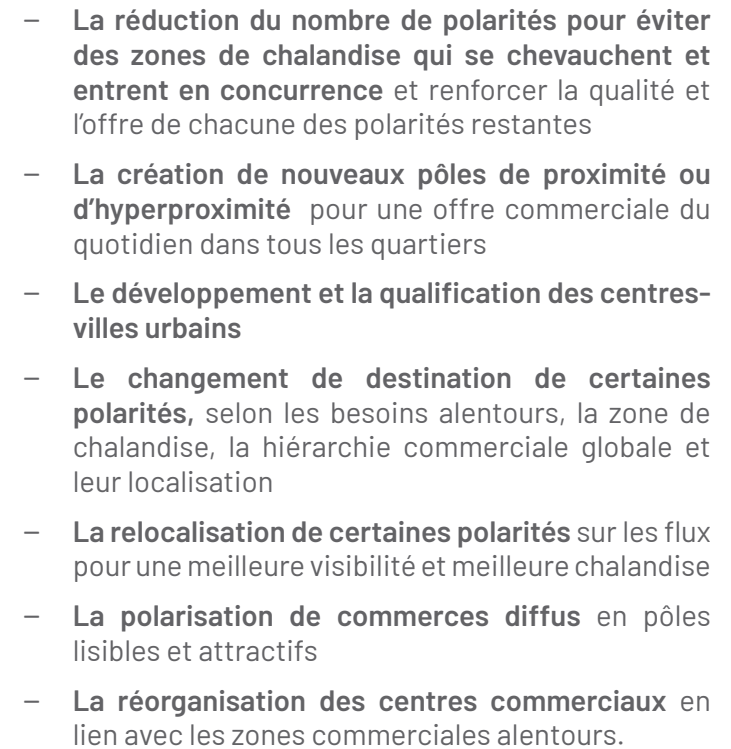 – La réduction du nombre de polarités pour éviter
des zones de chalandise qui se chevauchent et
entrent en concurrence et renforcer la qualité et
l'offre de chacune des polarités restantes
– La création de nouveaux pôles de proximité ou
d'hyperproximité pour une offre commerciale du
quotidien dans tous les quartiers
– Le développement et la qualification des centres-
villes urbains
– Le changement de destination de certaines
polarités, selon les besoins alentours, la zone de
chalandise, la hiérarchie commerciale globale et
leur localisation
– La relocalisation de certaines polarités sur les flux
pour une meilleure visibilité et meilleure chalandise
– La polarisation de commerces diffus en pôles
lisibles et attractifs
– La réorganisation des centres commerciaux en
lien avec les zones commerciales alentours.